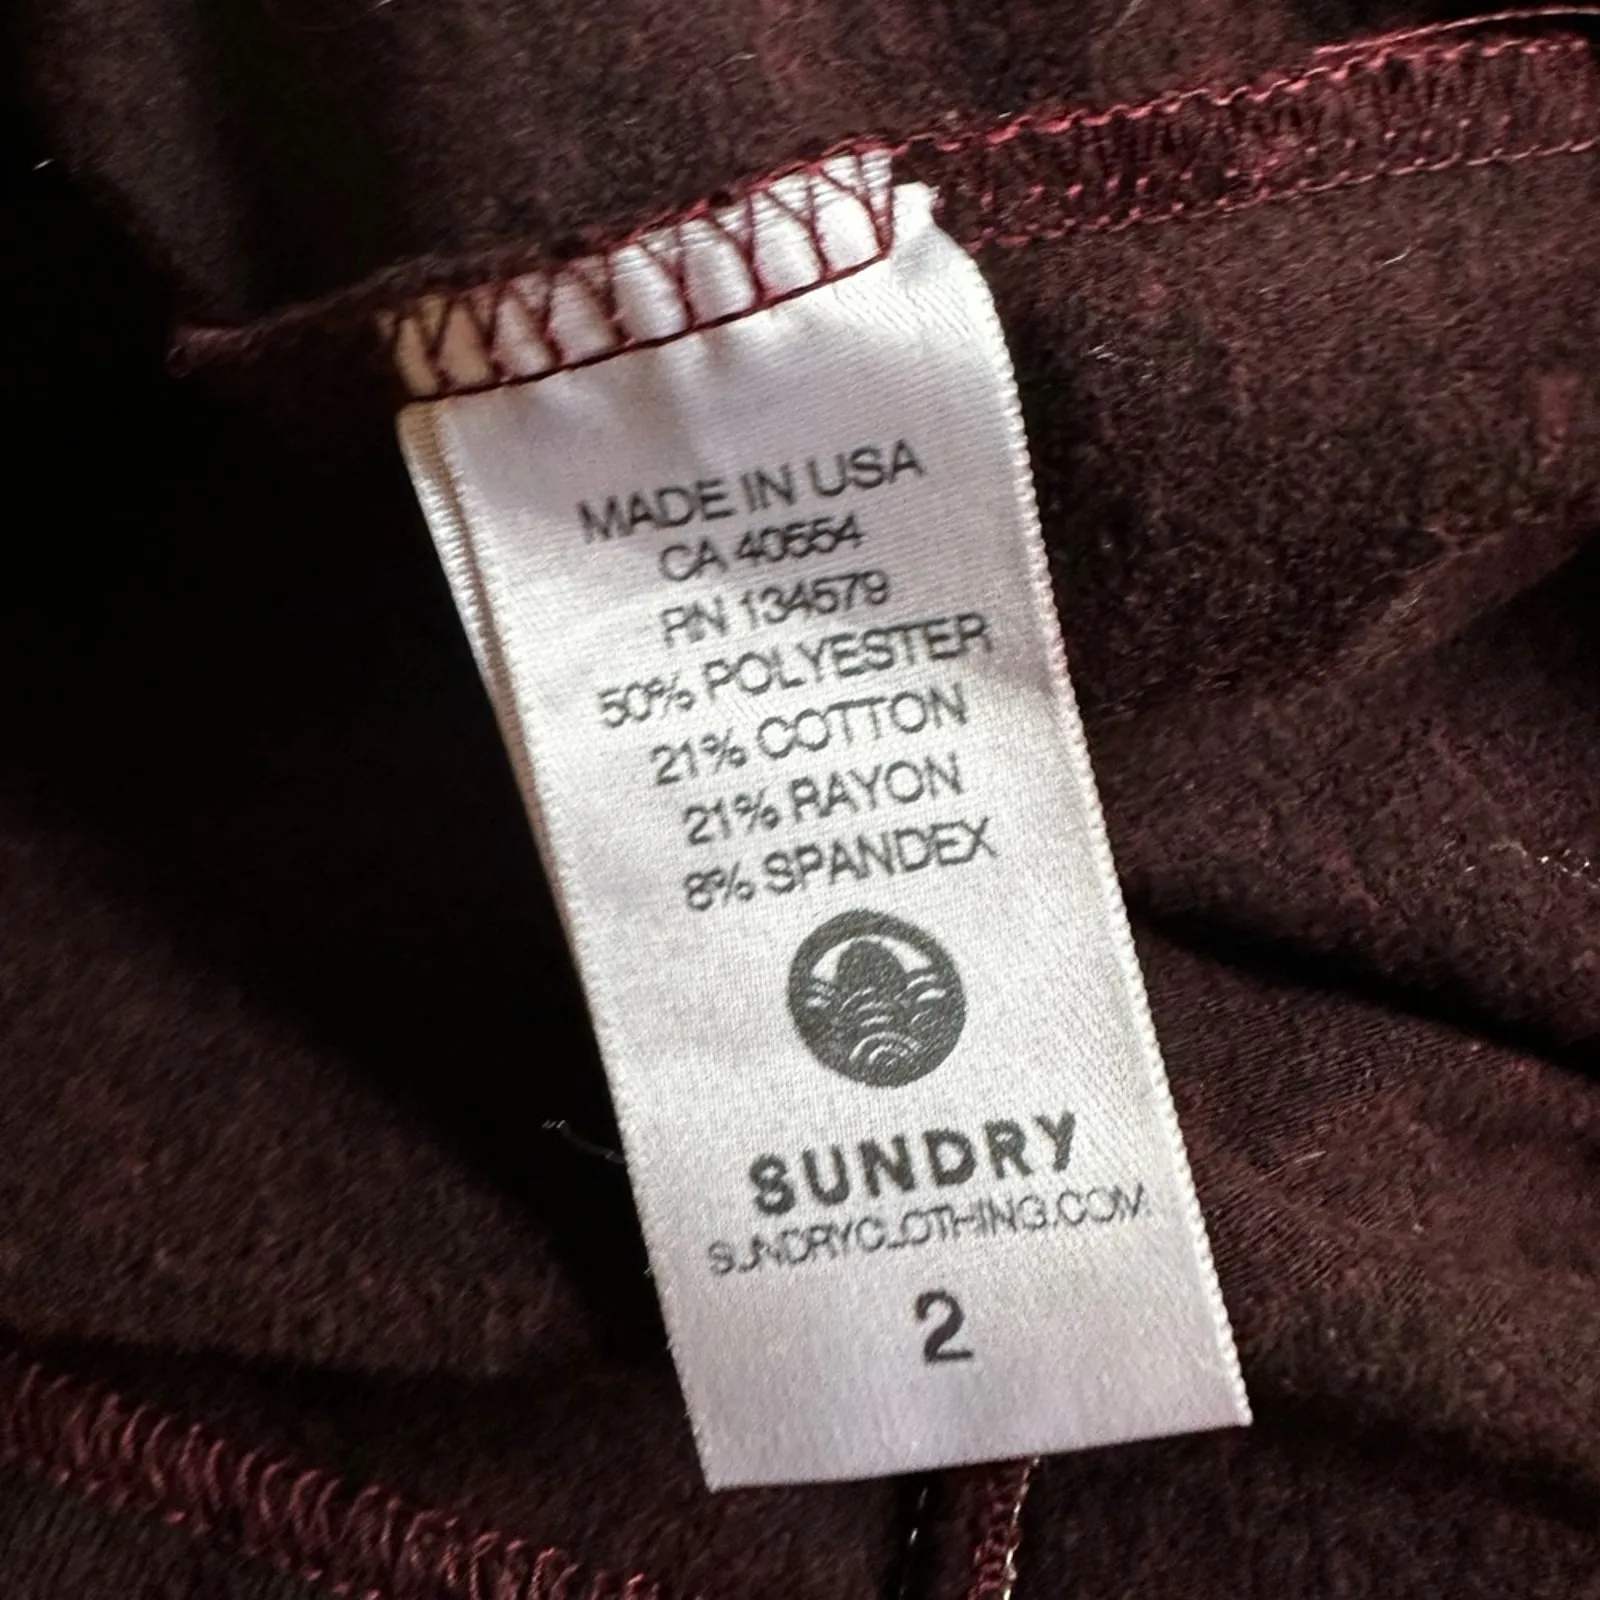 MADE IN USA
CA 40554
RN 134579
50% POLYESTER
21% COTTON
21% RAYON
8% SPANDEX
SUNDRY
SUNDRYCLOTHING.COM
2